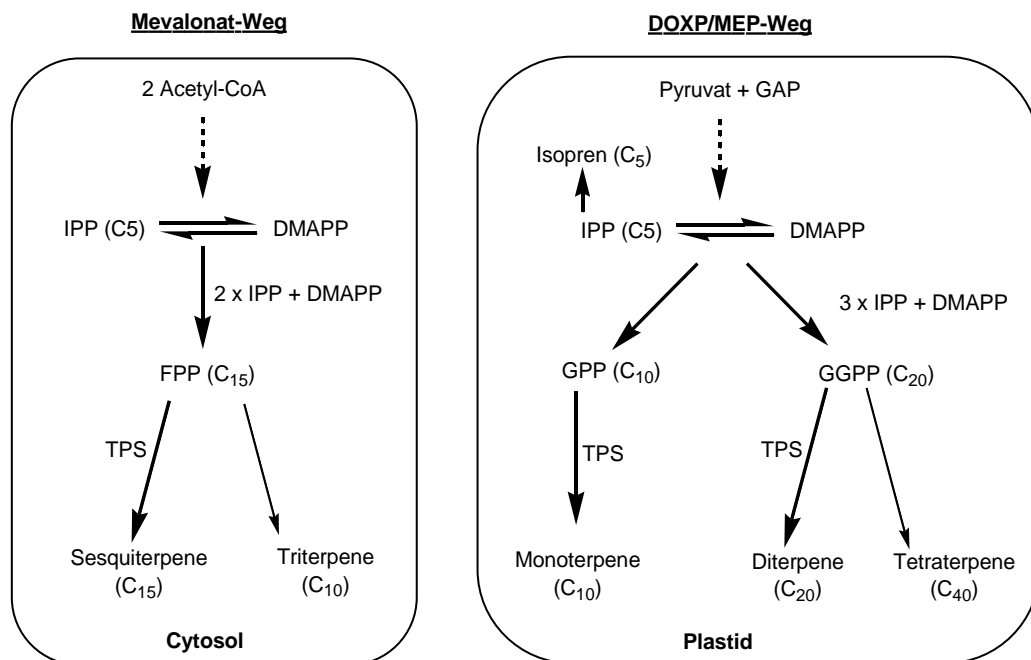 Mevalonat-Weg
2 Acetyl-CoA
IPP (C5)
DMAPP
2 x IPP + DMAPP
FPP (C15)
TPS
Sesquiterpene
(C15)
Triterpene
(C10)
Cytosol
DOXP/MEP-Weg
Pyruvat + GAP
Isopren (C5)
IPP (C5)
DMAPP
3 x IPP + DMAPP
GPP (C10)
GGPP (C20)
TPS
TPS
Monoterpene
(C10)
Diterpene
(C20)
Tetraterpene
(C40)
Plastid